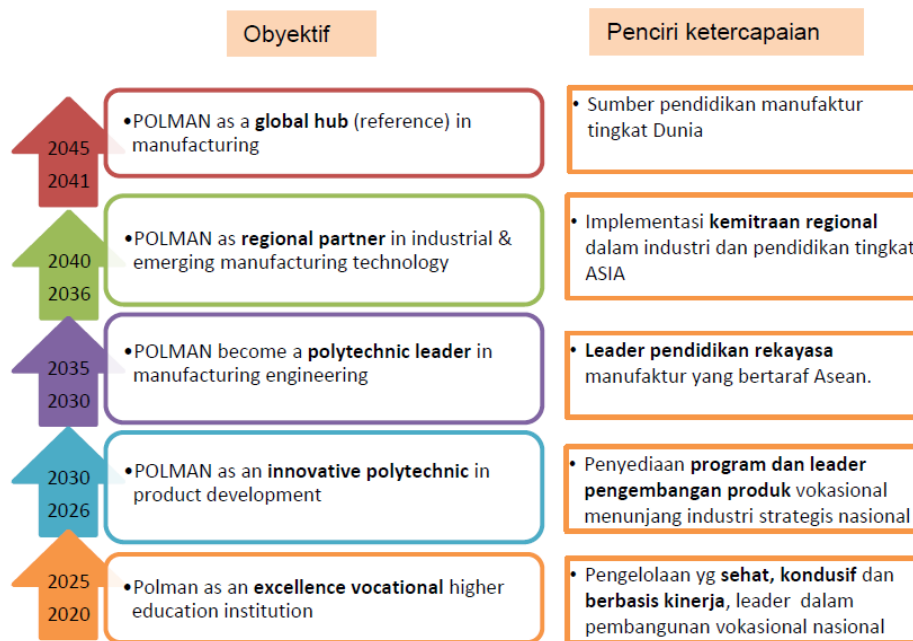 Obyektif
Penciri ketercapaian
2045
2041
•POLMAN as a global hub (reference) in
manufacturing
• Sumber pendidikan manufaktur
tingkat Dunia
2040
2036
•POLMAN as regional partner in industrial &
emerging manufacturing technology
• Implementasi kemitraan regional
dalam industri dan pendidikan tingkat
ASIA
2035
2030
•POLMAN become a polytechnic leader in
manufacturing engineering
• Leader pendidikan rekayasa
manufaktur yang bertaraf Asean.
2030
2026
•POLMAN as an innovative polytechnic in
product development
• Penyediaan program dan leader
pengembangan produk vokasional
menunjang industri strategis nasional
2025
2020
•Polman as an excellence vocational higher
education institution
• Pengelolaan yg sehat, kondusif dan
berbasis kinerja, leader dalam
pembangunan vokasional nasional